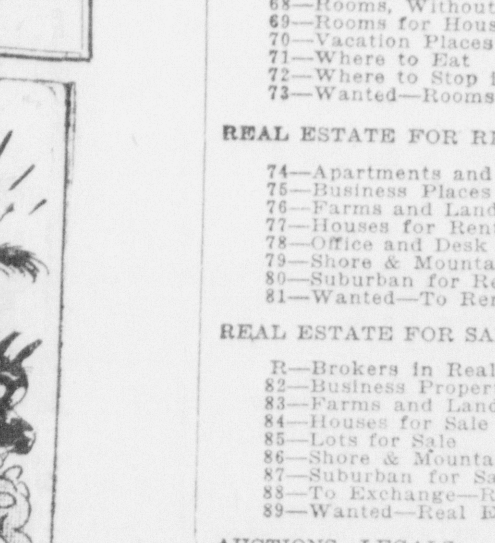 68—Rooms, Without
69—Rooms for Hous
70—Vacation Places
71—Where to Eat
72—Where to Stop
73—Wanted—Rooms
REAL ESTATE FOR RE
74—Apartments and
75—Business Places
76—Farms and Land
77—Houses for Rent
78—Office and Desk
79—Shore & Mounta
80—Suburban for Re
81—Wanted—To Ren
REAL ESTATE FOR SA
R—Brokers in Real
82—Business Proper
83—Farms and Land
84—Houses for Sale
85—Lots for Sale
86—Shore & Mounta
87—Suburban for Sa
88—To Exchange—R
89—Wanted—Real E